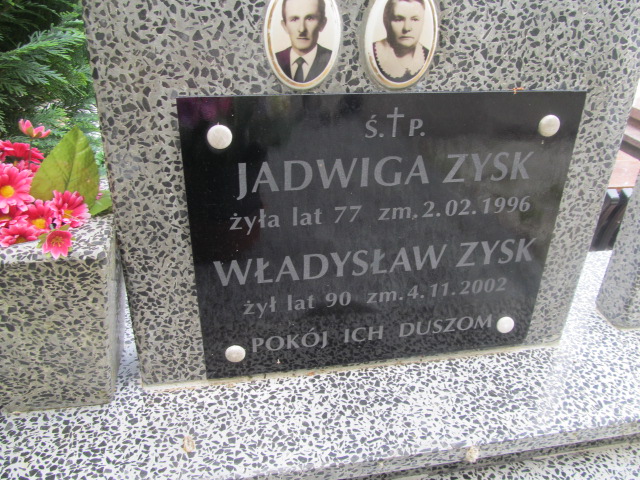 Ś.†P.
JADWIGA ZYSK
żyła lat 77 zm.2.02.1996
WŁADYSŁAW ZYSK
żył lat 90 zm.4.11.2002
POKÓJ ICH DUSZOM